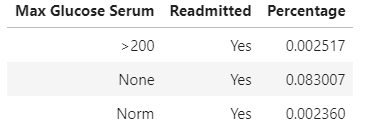 Max Glucose Serum Readmitted Percentage
>200 Yes 0.002517
None Yes 0.083007
Norm Yes 0.002360